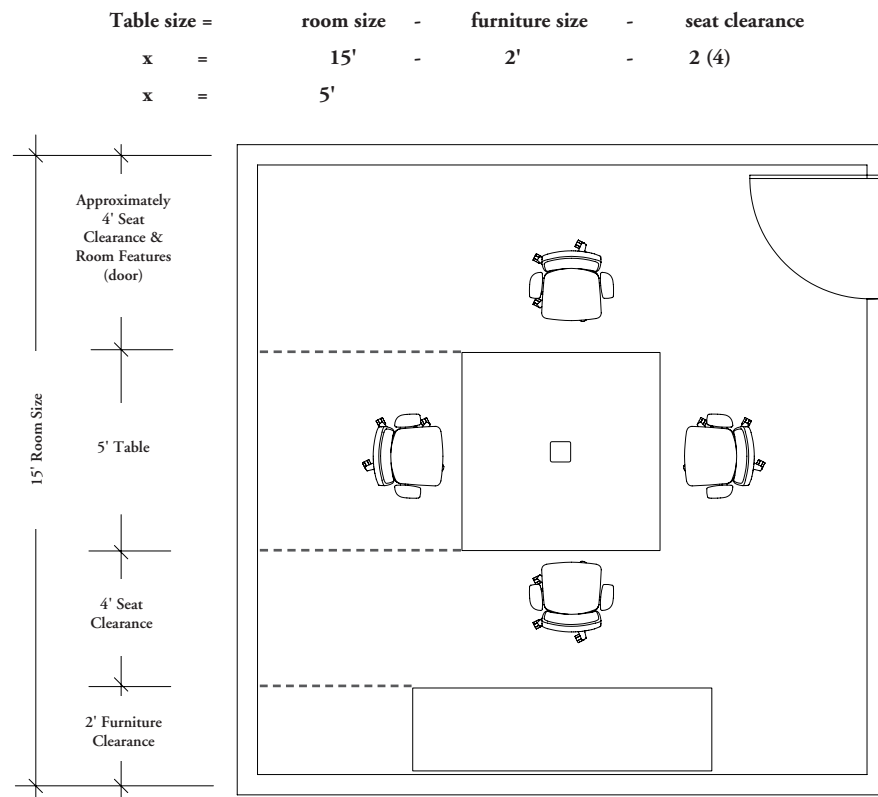 Table size = room size - furniture size - seat clearance
x = 15' - 2' - 2 (4)
x = 5'
Approximately
4' Seat
Clearance &
Room Features
(door)
15' Room Size
5' Table
4' Seat
Clearance
2' Furniture
Clearance